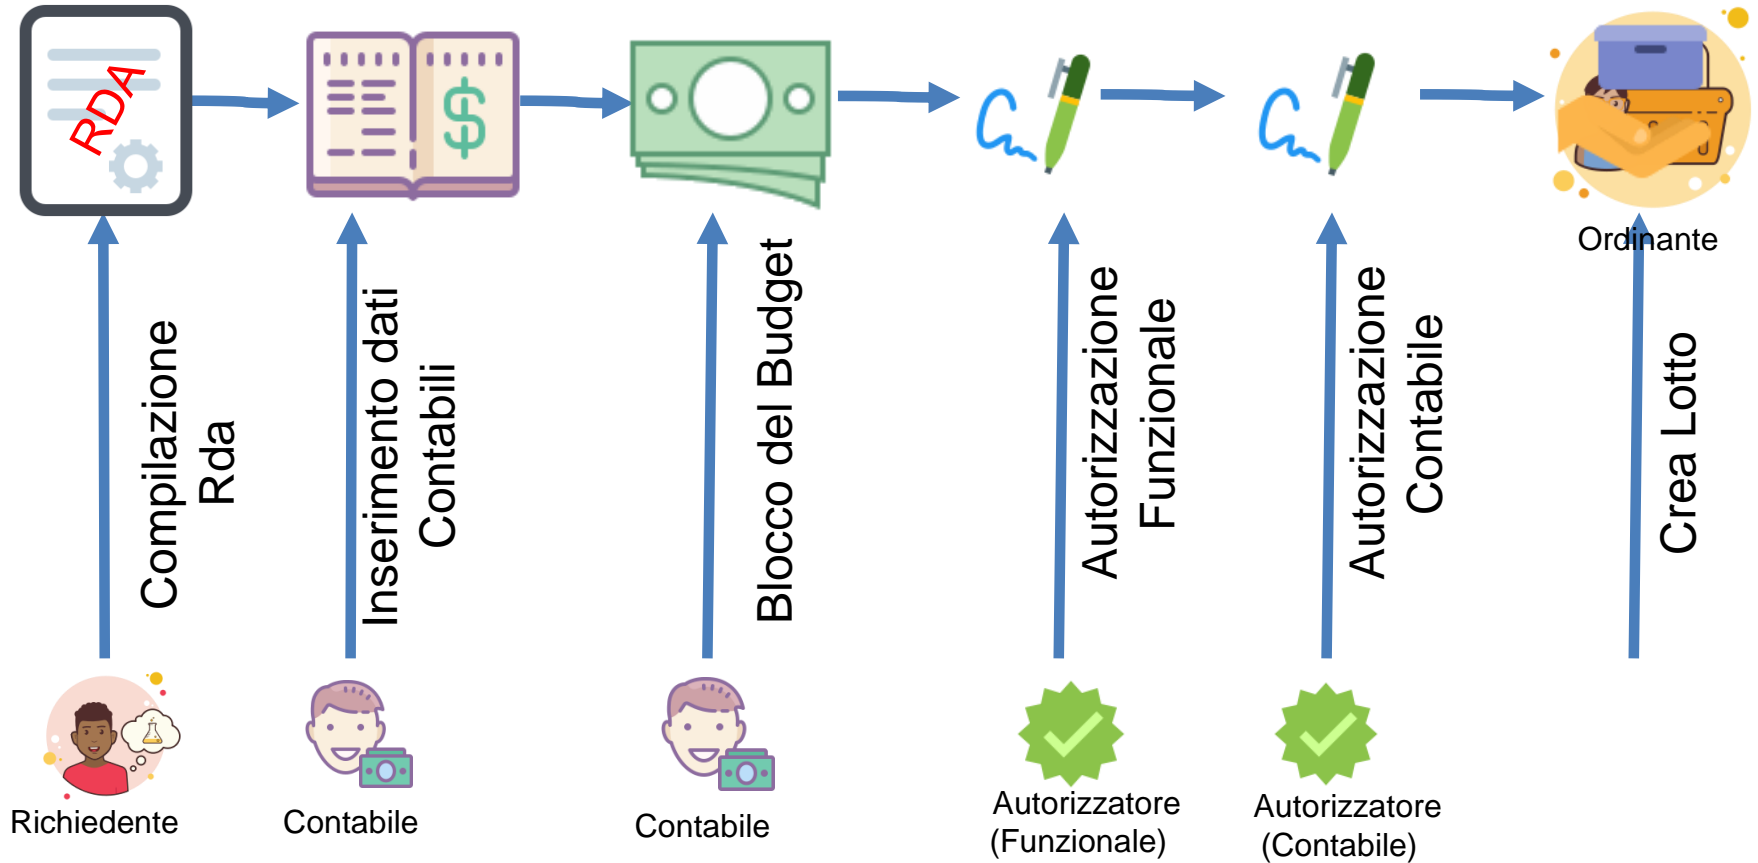 RDA
$
Ordinante
Compilazione
Rda
Inserimento dati
Contabili
Blocco del Budget
Autorizzazione
Funzionale
Autorizzazione
Contabile
Crea Lotto
Richiedente
Contabile
Contabile
Autorizzatore
(Funzionale)
Autorizzatore
(Contabile)